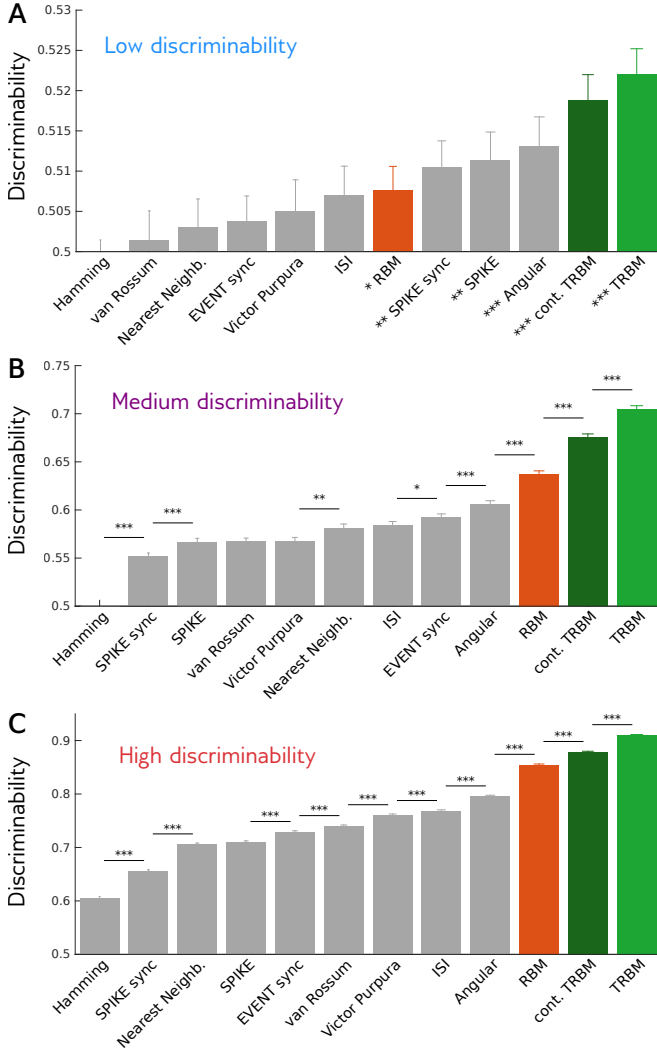 A
Low discriminability
Discriminability
0.53
0.525
0.52
0.515
0.51
0.505
0.5
Hamming
van Rossum
Nearest Neighb.
EVENT sync
Victor Purpura
ISI
* RBM
** SPIKE sync
** SPIKE
*** Angular
*** cont. TRBM
*** TRBM
B
Medium discriminability
Discriminability
0.75
0.7
0.65
0.6
0.55
0.5
***
***
**
*
***
***
***
***
Hamming
SPIKE sync
SPIKE
van Rossum
Victor Purpura
Nearest Neighb.
ISI
EVENT sync
Angular
RBM
cont. TRBM
TRBM
C
High discriminability
Discriminability
0.9
0.8
0.7
0.6
0.5
***
***
***
***
***
***
***
***
***
***
Hamming
SPIKE sync
Nearest Neighb.
SPIKE
EVENT sync
van Rossum
Victor Purpura
ISI
Angular
RBM
cont. TRBM
TRBM